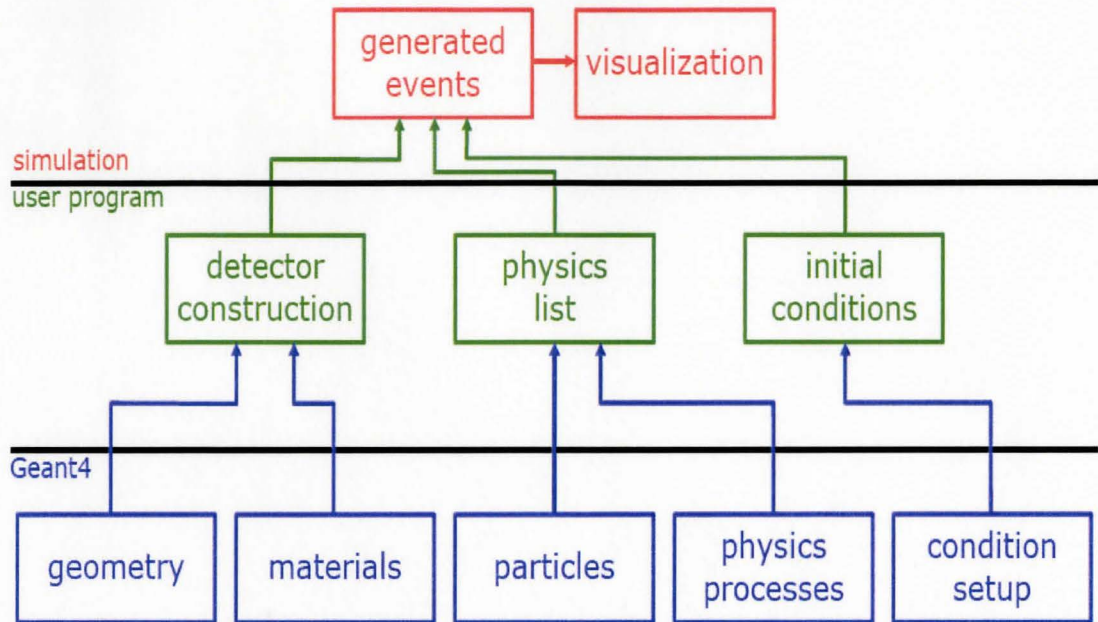 generated
events
visualization
simulation
user program
detector
construction
physics
list
initial
conditions
Geant4
geometry
materials
particles
physics
processes
condition
setup